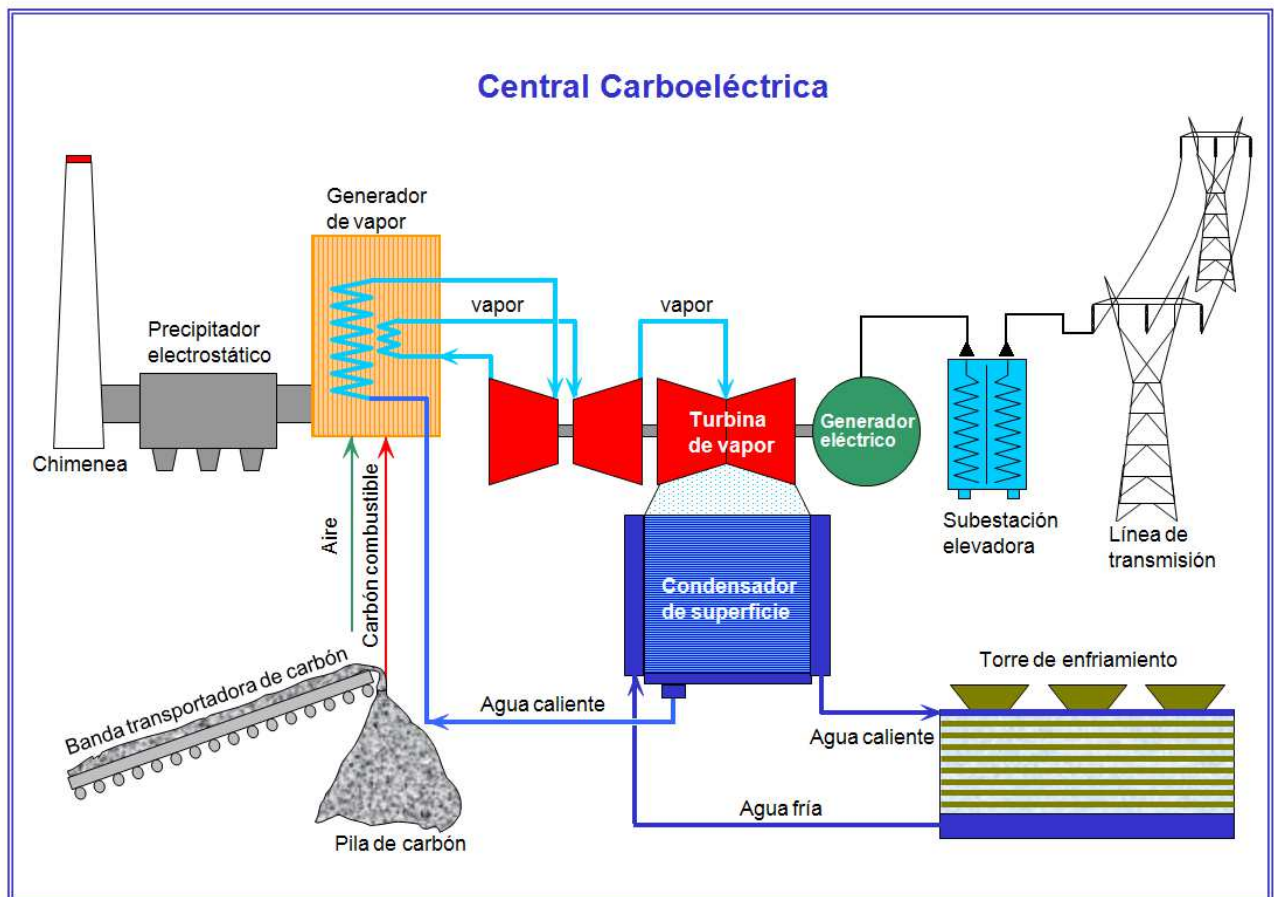 Central Carboeléctrica
Generador
de vapor
vapor
vapor
Precipitador
electrostático
Chimenea
Turbina
de vapor
Generador
eléctrico
Subestación
elevadora
Línea de
transmisión
Aire
Carbón combustible
Condensador
de superficie
Banda transportadora de carbón
Pila de carbón
Agua caliente
Agua caliente
Agua fría
Torre de enfriamiento